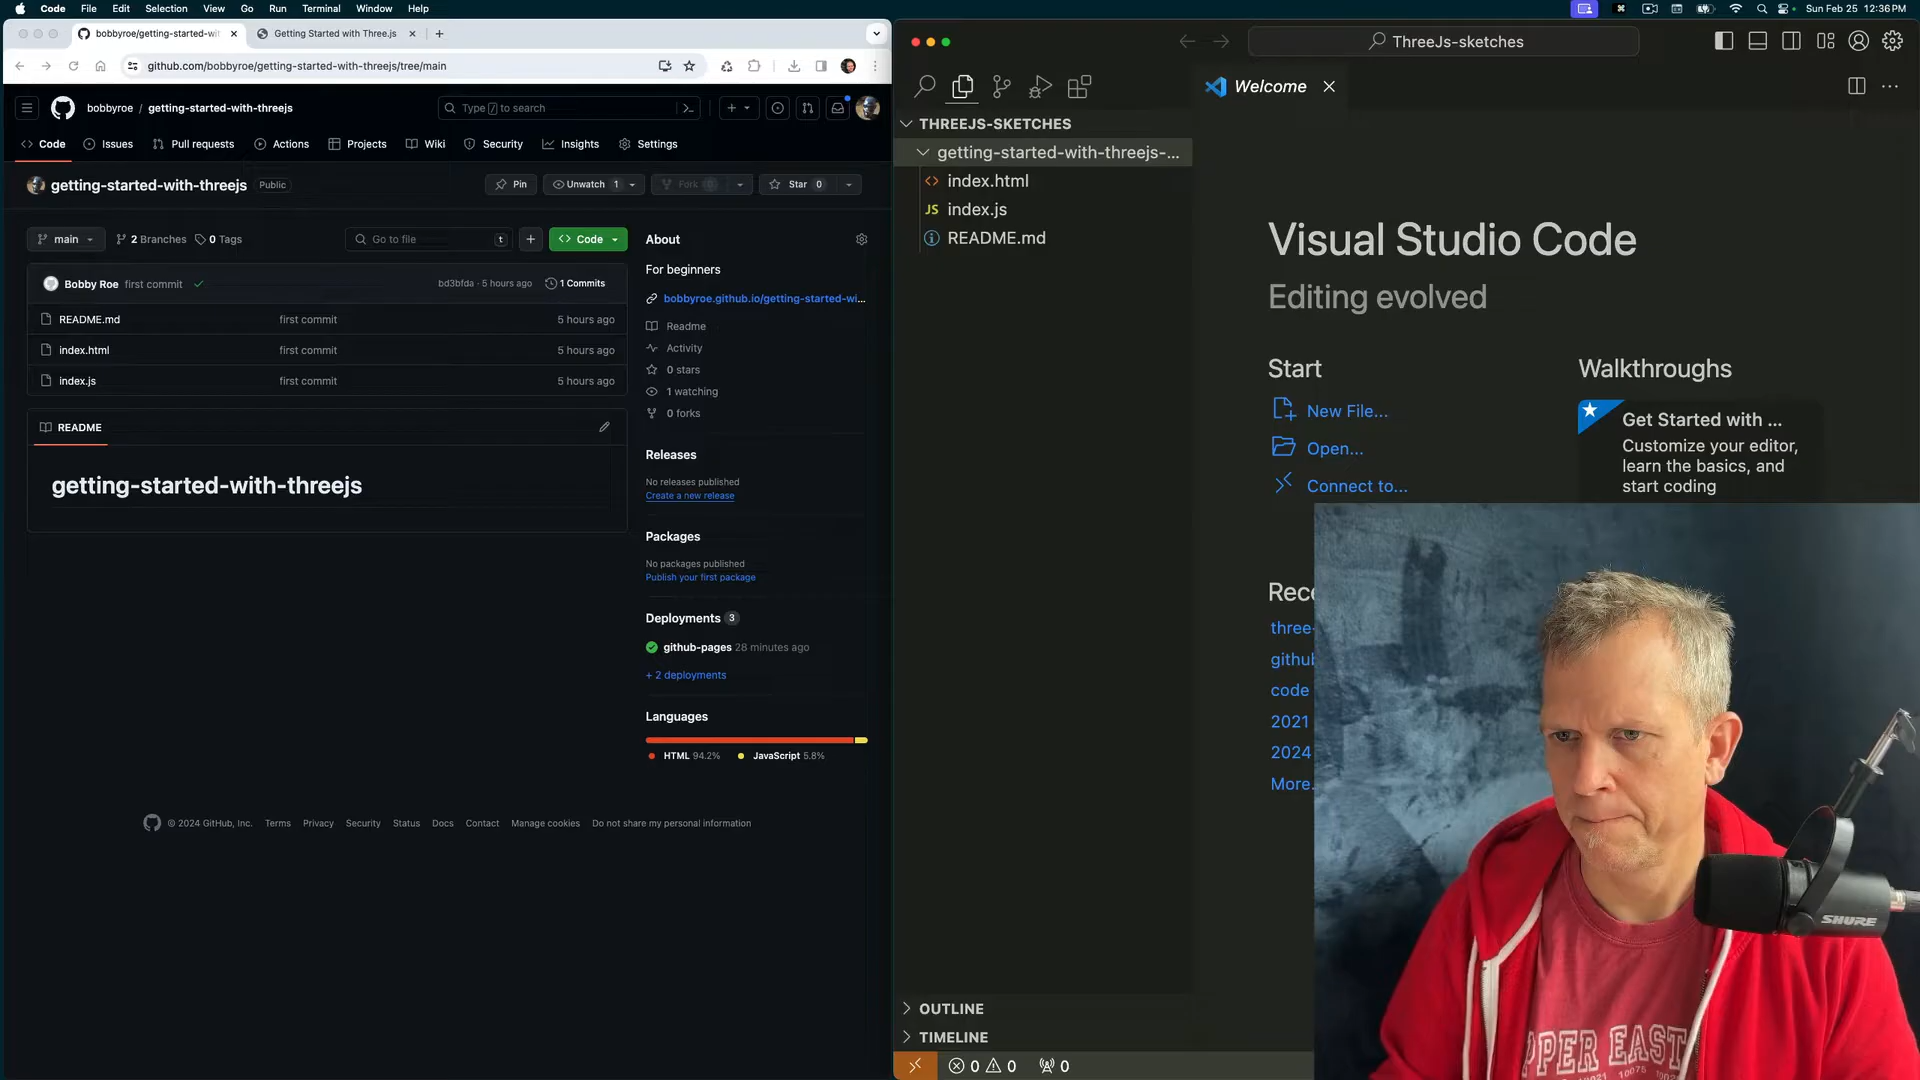 Code File Edit Selection View Go Run Terminal Window Help
Sun Feb 25 12:36 PM
bobbyroe/getting-started-wi
Getting Started with Three.js
github.com/bobbyroe/getting-started-with-threejs/tree/main
bobbyroe / getting-started-with-threejs
Type / to search
Code Issues Pull requests Actions Projects Wiki Security Insights Settings
getting-started-with-threejs Public
Pin Unwatch 1 Fork Star 0
main 2 Branches 0 Tags Go to file t Code
Bobby Roe first commit bd3bfda · 5 hours ago 1 Commits
README.md first commit 5 hours ago
index.html first commit 5 hours ago
index.js first commit 5 hours ago
README
getting-started-with-threejs
About
For beginners
bobbyroe.github.io/getting-started-wi...
Readme
Activity
0 stars
1 watching
0 forks
Releases
No releases published
Create a new release
Packages
No packages published
Publish your first package
Deployments 3
github-pages 28 minutes ago
+ 2 deployments
Languages
HTML 94.2% JavaScript 5.8%
© 2024 GitHub, Inc. Terms Privacy Security Status Docs Contact Manage cookies Do not share my personal information
ThreeJs-sketches
Welcome
THREEJS-SKETCHES
getting-started-with-threejs-...
index.html
JS index.js
README.md
OUTLINE
TIMELINE
0 0 0
Visual Studio Code
Editing evolved
Start
New File...
Open...
Connect to...
Rece
three-
githu
code
2021
2024
More.
Walkthroughs
Get Started with ...
Customize your editor,
learn the basics, and
start coding
SHURE
PPER EAST
10075